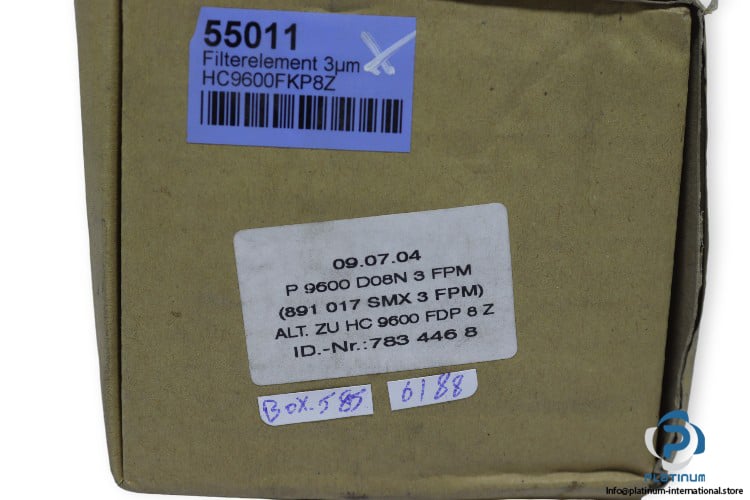 55011
Filterelement 3µm
HC9600FKP8Z
09.07.04
P 9600 D08N 3 FPM
(891 017 SMX 3 FPM)
ALT. ZU HC 9600 FDP 8 Z
ID.-Nr.:783 446 8
BOX-585
6188
PLATINUM
Info@platinum-international.store